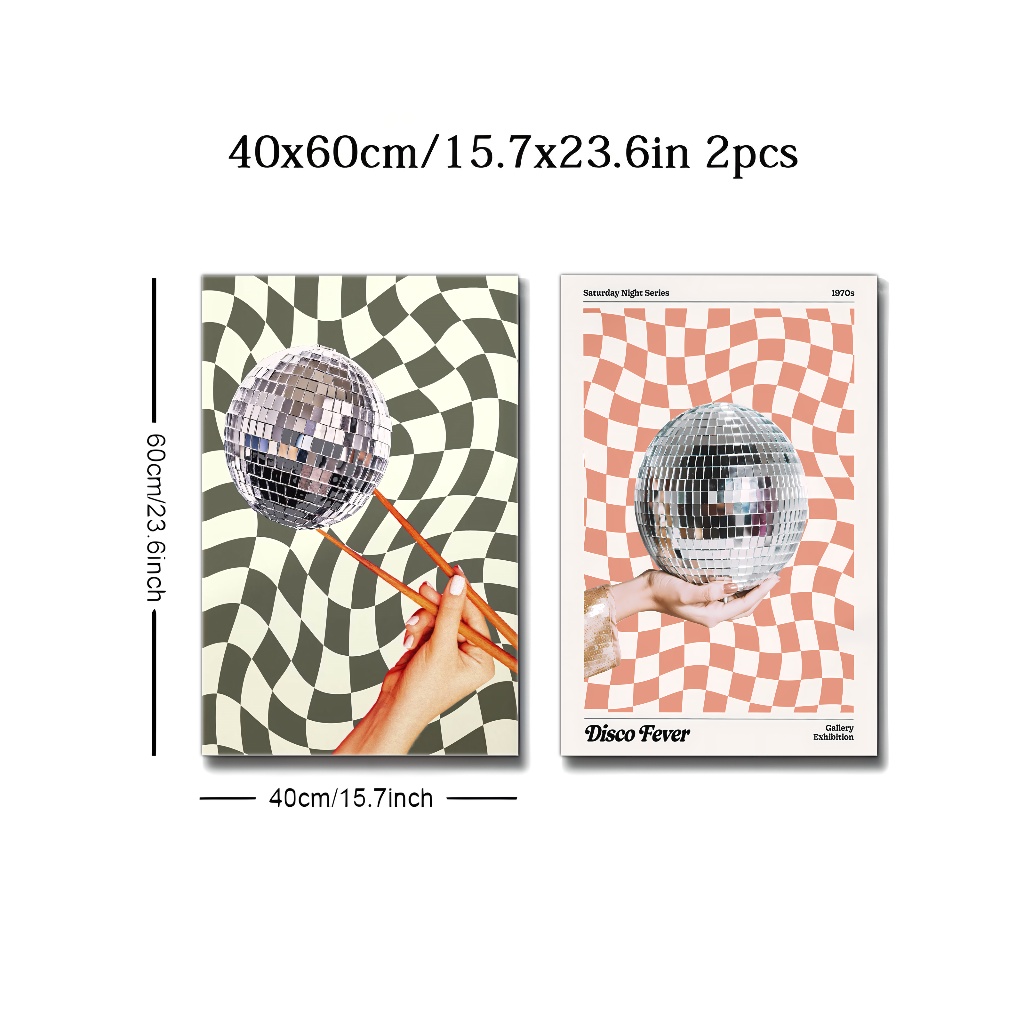 40x60cm/15.7x23.6in 2pcs
60cm/23.6inch
Saturday Night Series
1970s
Disco Fever
Gallery
Exhibition
40cm/15.7inch